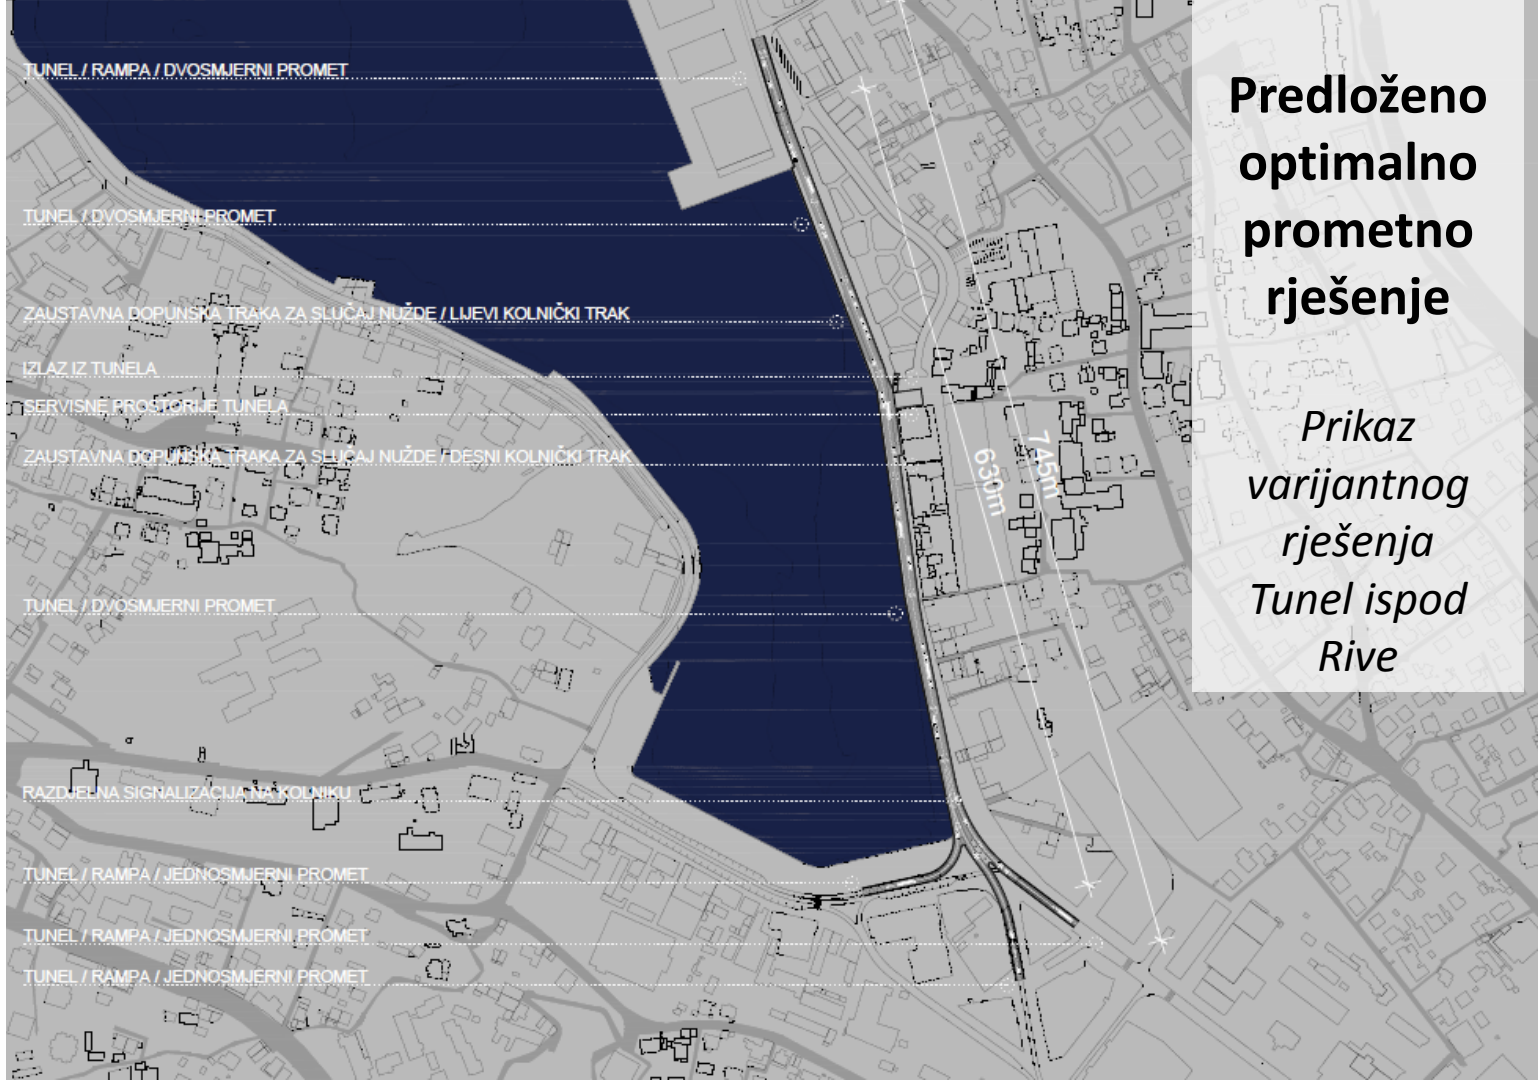 TUNEL / RAMPA / DVOSMJERNI PROMET
TUNEL / DVOSMJERNI PROMET
ZAUSTAVNA DOPUNSKA TRAKA ZA SLUČAJ NUŽDE / LIJEVI KOLNIČKI TRAK
IZLAZ IZ TUNELA
SERVISNE PROSTORIJE TUNELA
ZAUSTAVNA DOPUNSKA TRAKA ZA SLUČAJ NUŽDE / DESNI KOLNIČKI TRAK
TUNEL / DVOSMJERNI PROMET
RAZDJELNA SIGNALIZACIJA NA KOLNIKU
TUNEL / RAMPA / JEDNOSMJERNI PROMET
TUNEL / RAMPA / JEDNOSMJERNI PROMET
TUNEL / RAMPA / JEDNOSMJERNI PROMET
630m
745m
Predloženo
optimalno
prometno
rješenje
Prikaz
varijantnog
rješenja
Tunel ispod
Rive